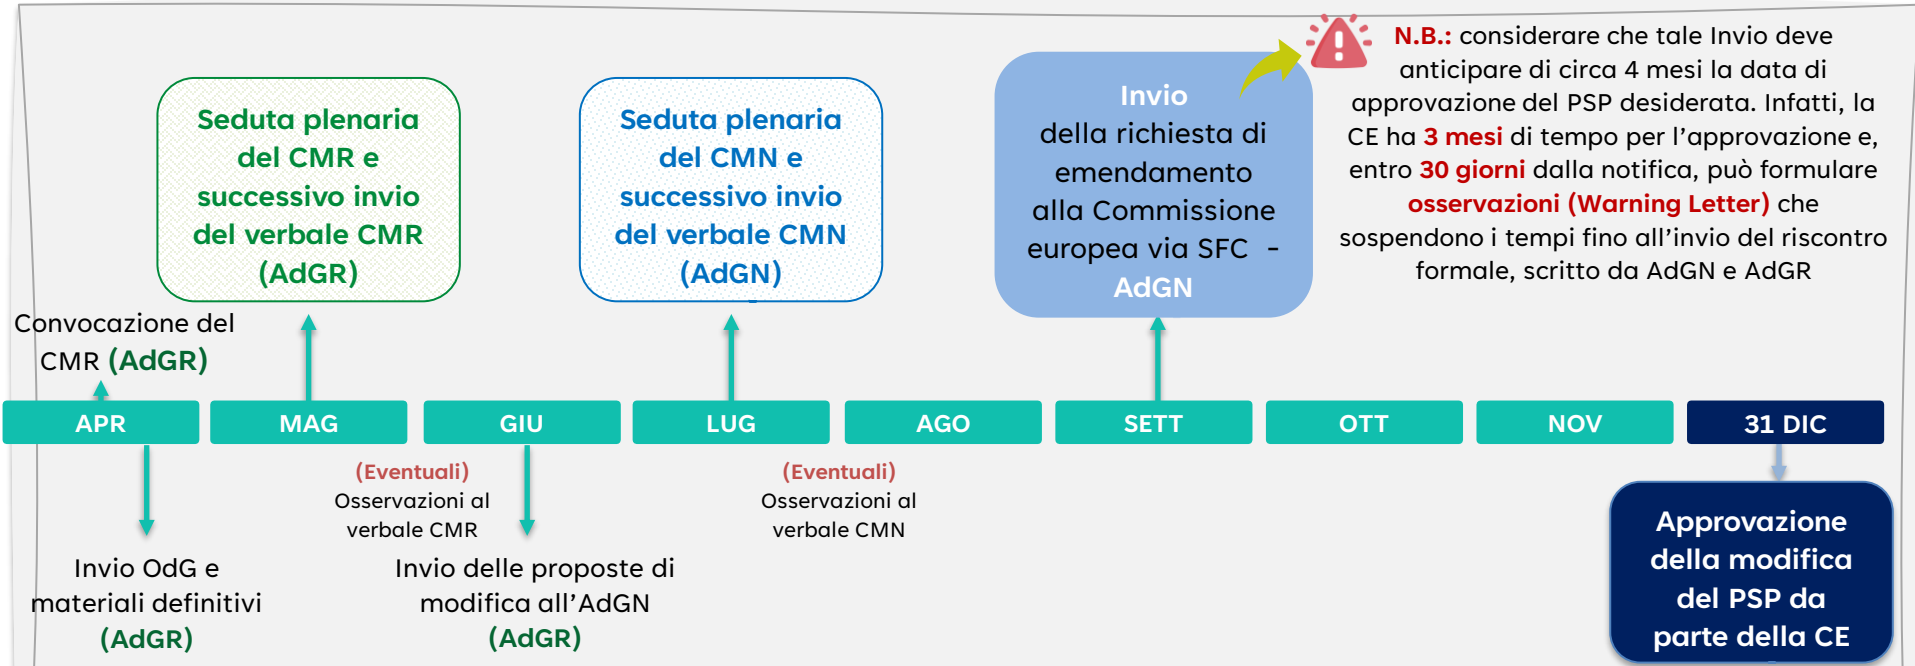 N.B.: considerare che tale Invio deve
anticipare di circa 4 mesi la data di
approvazione del PSP desiderata. Infatti, la
CE ha 3 mesi di tempo per l’approvazione e,
entro 30 giorni dalla notifica, può formulare
osservazioni (Warning Letter) che
sospendono i tempi fino all’invio del riscontro
formale, scritto da AdGN e AdGR
Seduta plenaria
del CMR e
successivo invio
del verbale CMR
(AdGR)
Seduta plenaria
del CMN e
successivo invio
del verbale CMN
(AdGN)
Invio
della richiesta di
emendamento
alla Commissione
europea via SFC -
AdGN
Convocazione del
CMR (AdGR)
APR
MAG
GIU
LUG
AGO
SETT
OTT
NOV
31 DIC
(Eventuali)
Osservazioni al
verbale CMR
(Eventuali)
Osservazioni al
verbale CMN
Invio OdG e
materiali definitivi
(AdGR)
Invio delle proposte di
modifica all’AdGN
(AdGR)
Approvazione
della modifica
del PSP da
parte della CE